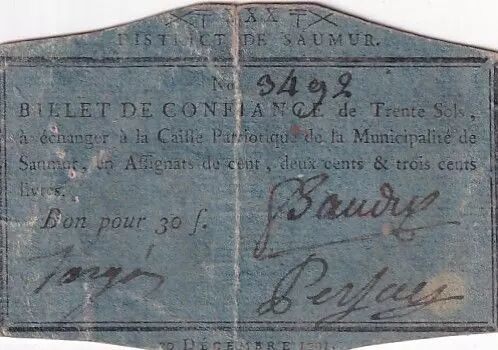 XXX
DISTRICT DE SAUMUR.
No. 3492
BILLET DE CONFIANCE de Trente Sols,
à échanger à la Caisse Patriotique de la Municipalité de
Saumur, en Assignats de cent, deux cents & trois cents
livres.
Bon pour 30 s.
Baudry
DÉCEMBRE